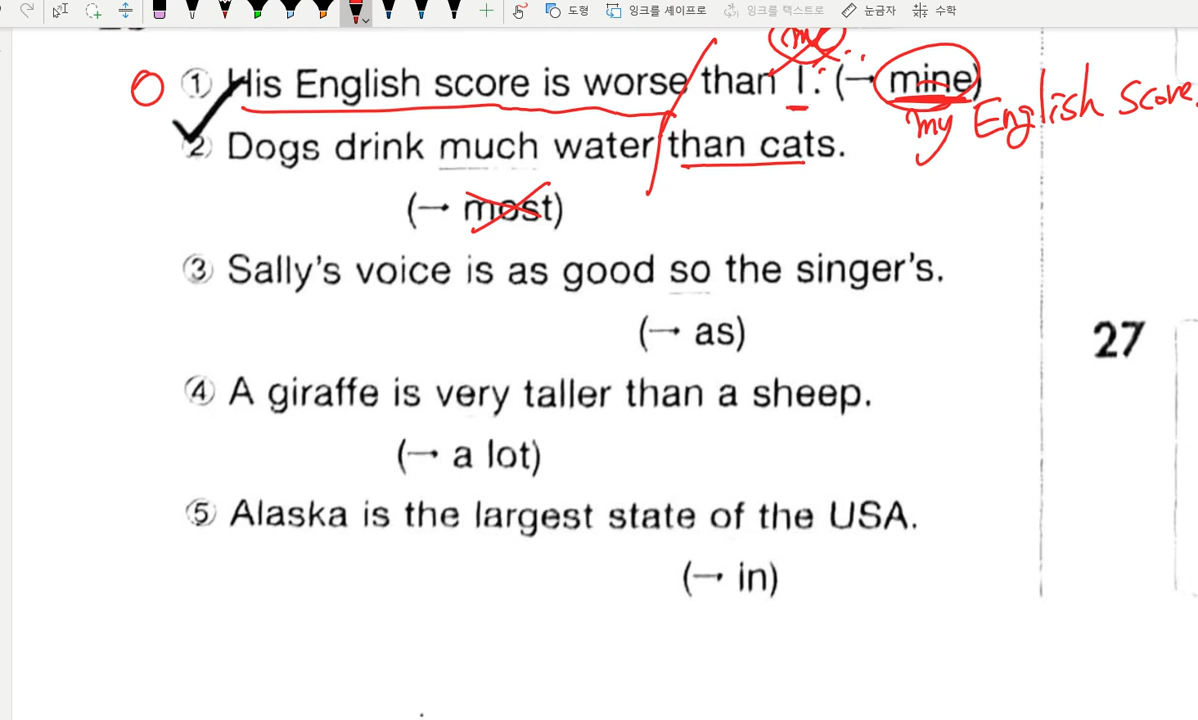 도형 잉크를 셰이프로 잉크를 텍스트로 눈금자 수학
me
① His English score is worse than I. (→ mine)
my English score.
② Dogs drink much water than cats.
(→ most)
③ Sally's voice is as good so the singer's.
(→ as)
27
④ A giraffe is very taller than a sheep.
(→ a lot)
⑤ Alaska is the largest state of the USA.
(→ in)